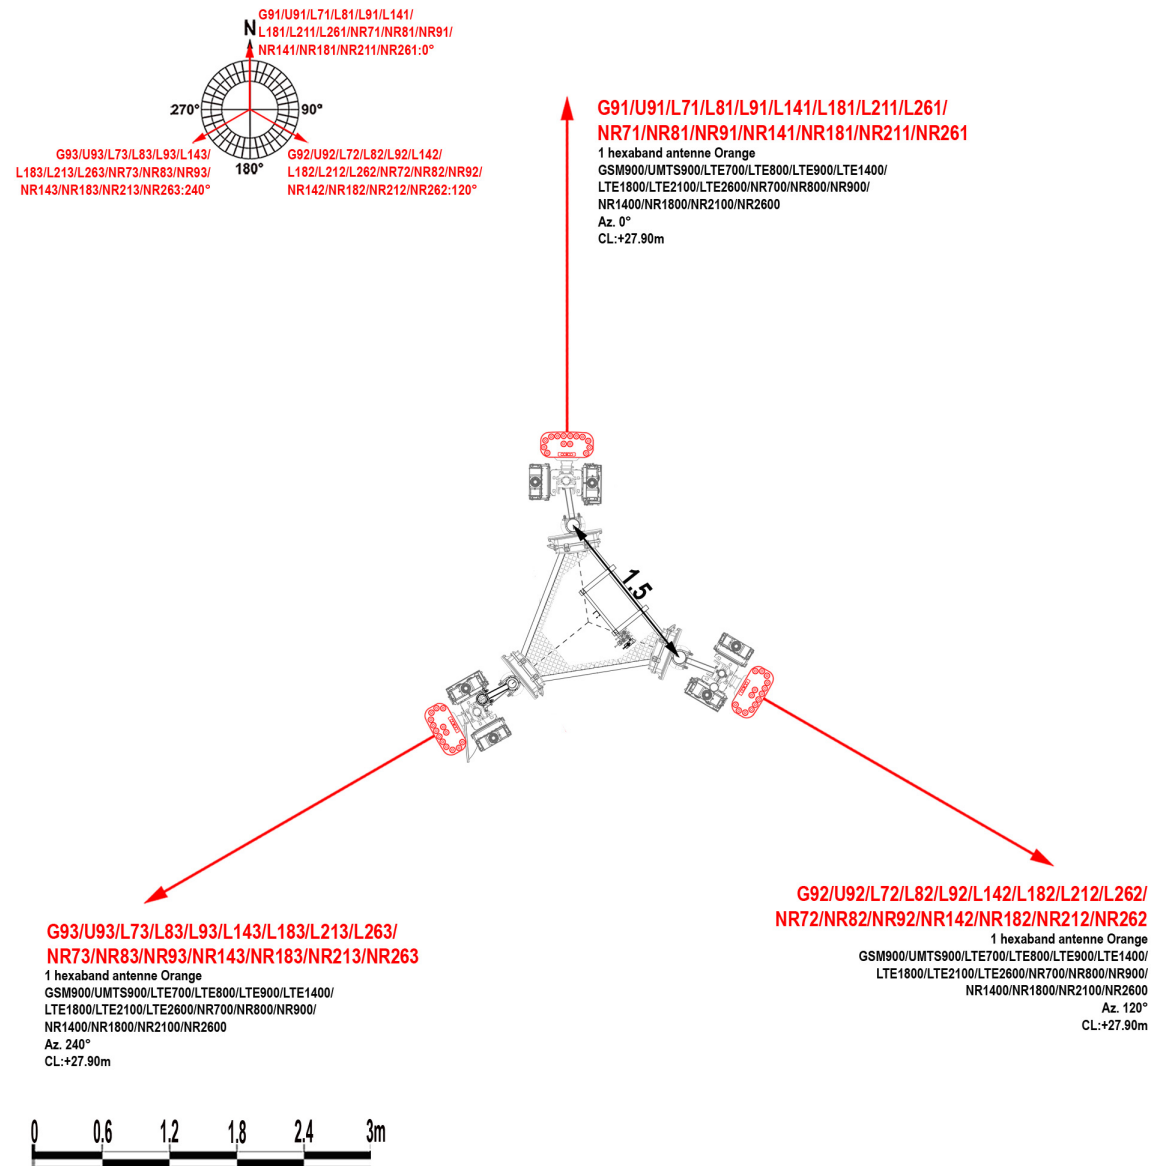 G91/U91/L71/L81/L91/L141/
L181/L211/L261/NR71/NR81/NR91/
NR141/NR181/NR211/NR261:0°
N
270°
90°
180°
G93/U93/L73/L83/L93/L143/
L183/L213/L263/NR73/NR83/NR93/
NR143/NR183/NR213/NR263:240°
G92/U92/L72/L82/L92/L142/
L182/L212/L262/NR72/NR82/NR92/
NR142/NR182/NR212/NR262:120°
G91/U91/L71/L81/L91/L141/L181/L211/L261/
NR71/NR81/NR91/NR141/NR181/NR211/NR261
1 hexaband antenne Orange
GSM900/UMTS900/LTE700/LTE800/LTE900/LTE1400/
LTE1800/LTE2100/LTE2600/NR700/NR800/NR900/
NR1400/NR1800/NR2100/NR2600
Az. 0°
CL:+27.90m
1.5
G92/U92/L72/L82/L92/L142/L182/L212/L262/
NR72/NR82/NR92/NR142/NR182/NR212/NR262
1 hexaband antenne Orange
GSM900/UMTS900/LTE700/LTE800/LTE900/LTE1400/
LTE1800/LTE2100/LTE2600/NR700/NR800/NR900/
NR1400/NR1800/NR2100/NR2600
Az. 120°
CL:+27.90m
G93/U93/L73/L83/L93/L143/L183/L213/L263/
NR73/NR83/NR93/NR143/NR183/NR213/NR263
1 hexaband antenne Orange
GSM900/UMTS900/LTE700/LTE800/LTE900/LTE1400/
LTE1800/LTE2100/LTE2600/NR700/NR800/NR900/
NR1400/NR1800/NR2100/NR2600
Az. 240°
CL:+27.90m
0 0.6 1.2 1.8 2.4 3m